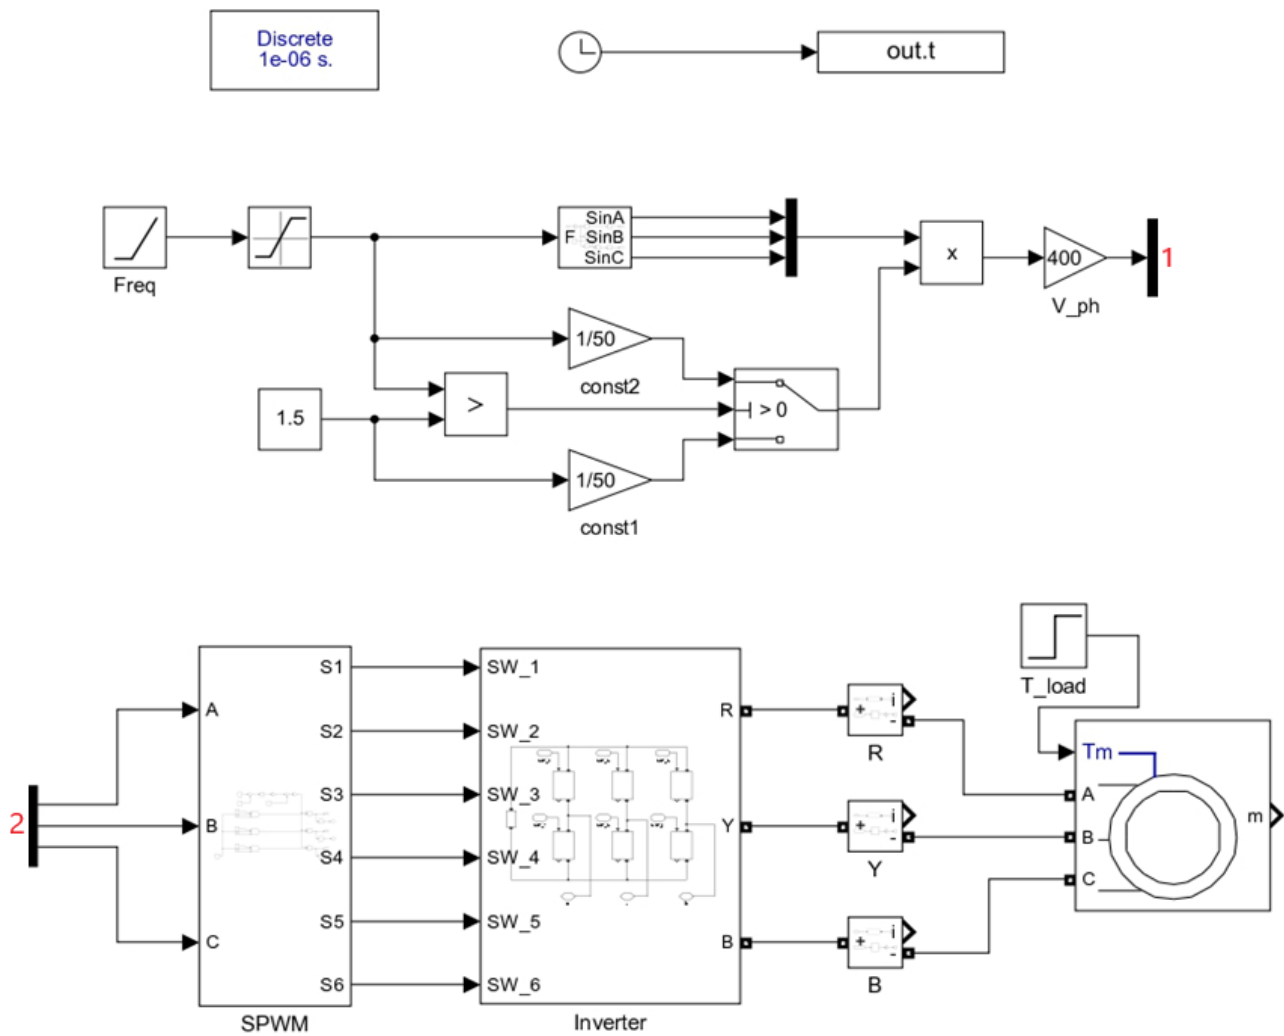 Discrete
1e-06 s.
out.t
Freq
F
SinA
SinB
SinC
x
400
V_ph
1
1/50
const2
1.5
>
> 0
1/50
const1
2
A
B
C
S1
S2
S3
S4
S5
S6
SPWM
SW_1
SW_2
SW_3
SW_4
SW_5
SW_6
R
Y
B
Inverter
+
i
-
R
+
i
-
Y
+
i
-
B
T_load
Tm
A
B
C
m